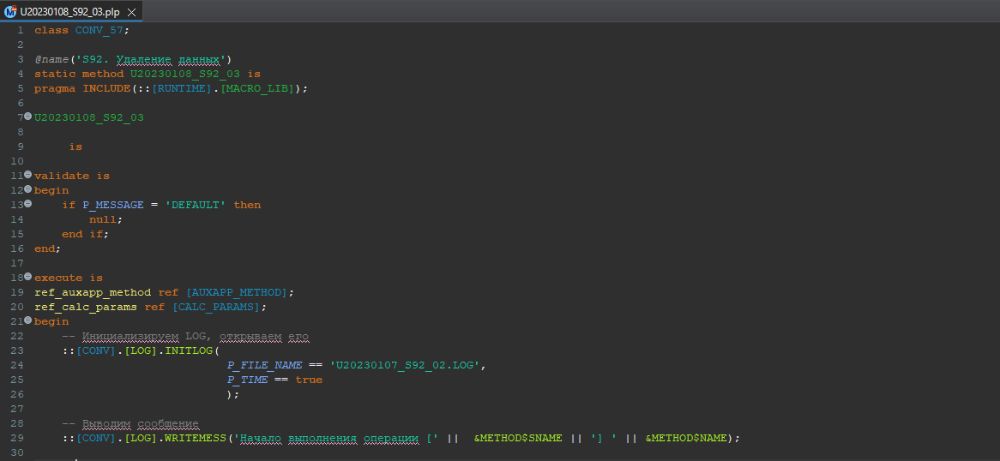 U20230108_S92_03.plp
1 class CONV_57;
2
3 @name('S92. Удаление данных')
4 static method U20230108_S92_03 is
5 pragma INCLUDE(::[RUNTIME].[MACRO_LIB]);
6
7 U20230108_S92_03
8
9 is
10
11 validate is
12 begin
13 if P_MESSAGE = 'DEFAULT' then
14 null;
15 end if;
16 end;
17
18 execute is
19 ref_auxapp_method ref [AUXAPP_METHOD];
20 ref_calc_params ref [CALC_PARAMS];
21 begin
22 -- Инициализируем LOG, открываем его
23 ::[CONV].[LOG].INITLOG(
24 P_FILE_NAME == 'U20230107_S92_02.LOG',
25 P_TIME == true
26 );
27
28 -- Выводим сообщение
29 ::[CONV].[LOG].WRITEMESS('Начало выполнения операции [' || &METHOD$SNAME || '] ' || &METHOD$NAME);
30